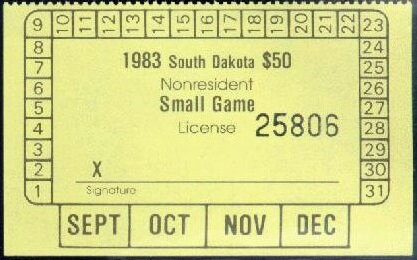 9 10 11 12 13 14 15 16 17 18 19 20 21 22 23
8 1983 South Dakota $50 24
7 Nonresident 25
6 Small Game 26
5 License 25806 27
4 28
3 29
2 X 30
1 Signature 31
SEPT OCT NOV DEC